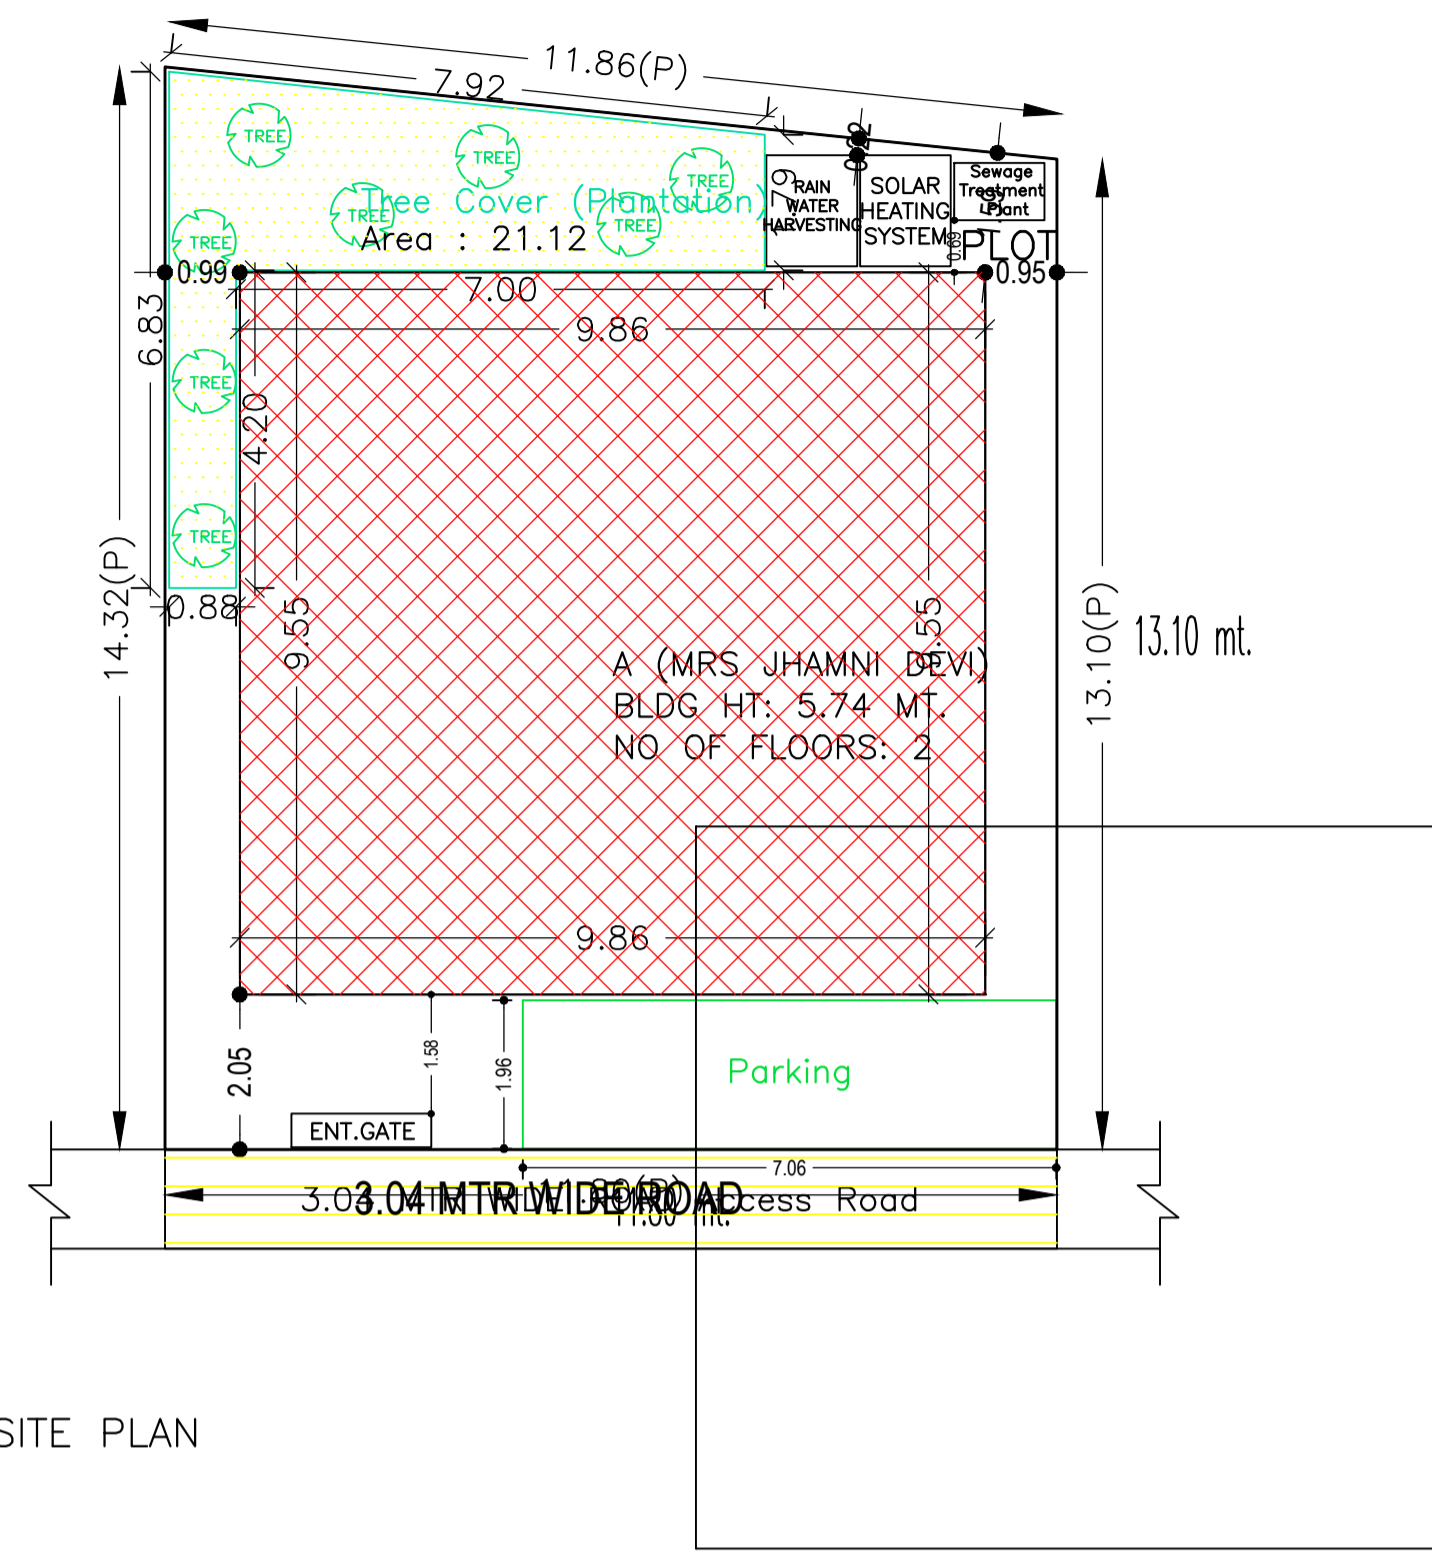 11.86(P)
7.92
TREE
TREE
TREE
TREE
TREE
TREE
Tree Cover (Plantation)
Area : 21.12
1.79
RAIN
WATER
HARVESTING
SOLAR
HEATING
SYSTEM
Sewage
Treatment
Plant
0.69
PLOT
0.99
0.95
7.00
9.86
6.83
TREE
4.20
TREE
0.88
14.32(P)
9.55
9.55
13.10(P)
13.10 mt.
A (MRS JHAMNI DEVI)
BLDG HT: 5.74 MT.
NO OF FLOORS: 2
9.86
2.05
1.58
1.96
Parking
ENT.GATE
7.06
3.04 MTR WIDE ROAD
Access Road
SITE PLAN